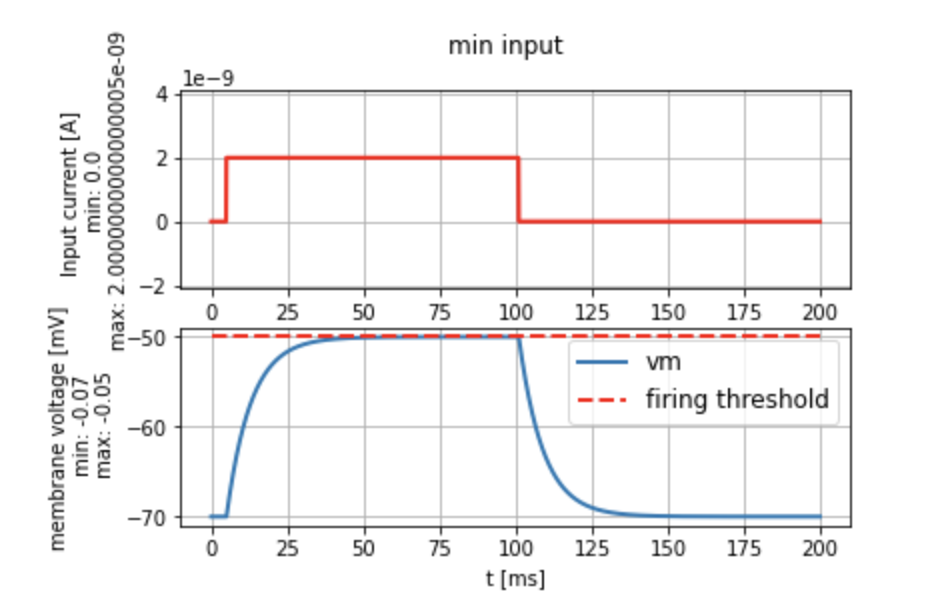 min input
1e−9
4
2
0
−2
Input current [A]
min: 0.0
max: 2.0000000000000005e-09
0 25 50 75 100 125 150 175 200
−50
−60
−70
membrane voltage [mV]
min: -0.07
max: -0.05
vm
firing threshold
0 25 50 75 100 125 150 175 200
t [ms]